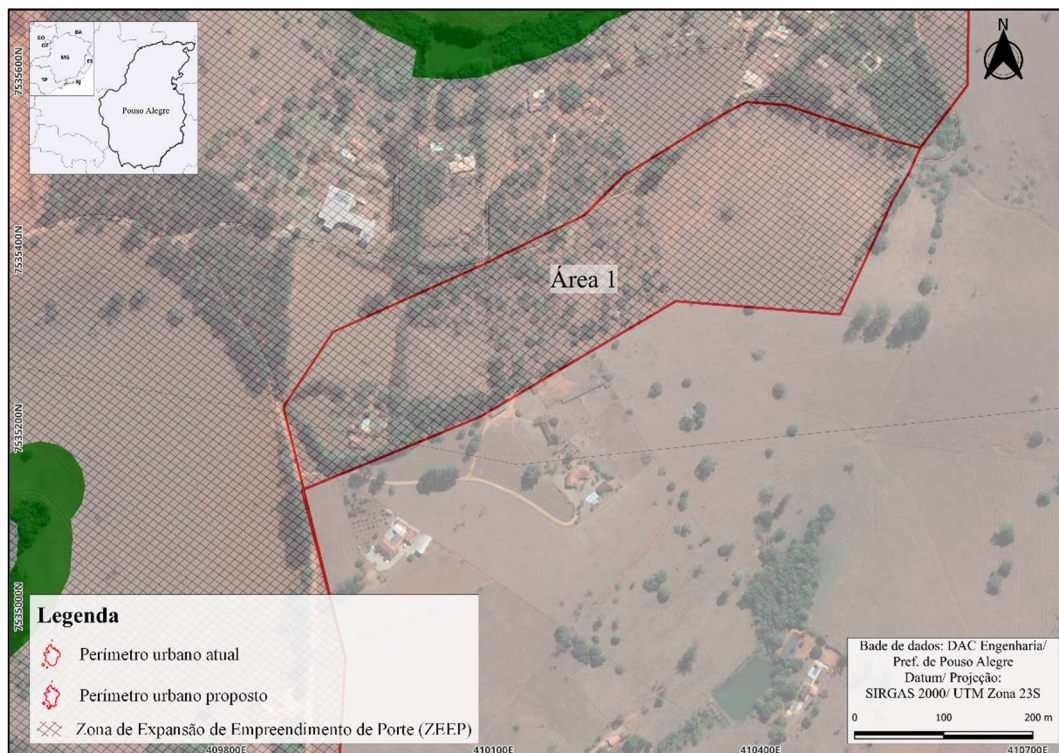 GO
BA
DF
MG
ES
SP
RJ
Pouso Alegre
N
7535600N
7535400N
7535200N
7535000N
Área 1
Legenda
Perímetro urbano atual
Perímetro urbano proposto
Zona de Expansão de Empreendimento de Porte (ZEEP)
Bade de dados: DAC Engenharia/
Pref. de Pouso Alegre
Datum/ Projeção:
SIRGAS 2000/ UTM Zona 23S
0 100 200 m
409800E 410100E 410400E 410700E